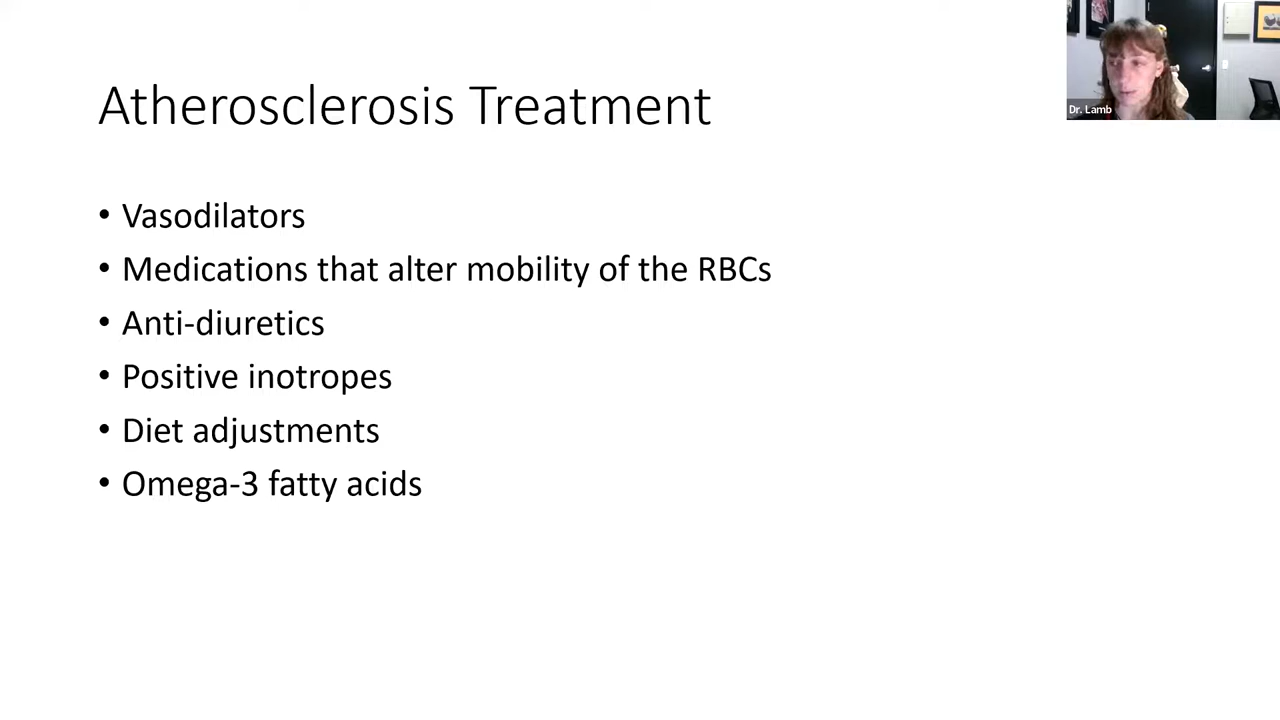 Atherosclerosis Treatment
• Vasodilators
• Medications that alter mobility of the RBCs
• Anti-diuretics
• Positive inotropes
• Diet adjustments
• Omega-3 fatty acids
Dr. Lamb